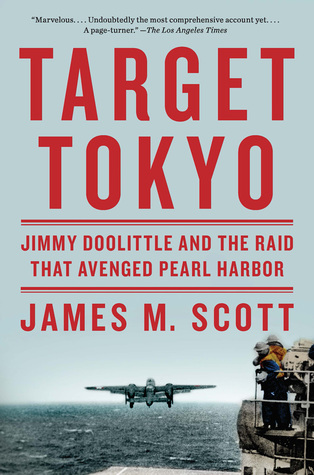 “Marvelous. . . . Undoubtedly the most comprehensive account yet. . . .
A page-turner.” —The Los Angeles Times
TARGET
TOKYO
JIMMY DOOLITTLE AND THE RAID
THAT AVENGED PEARL HARBOR
JAMES M. SCOTT